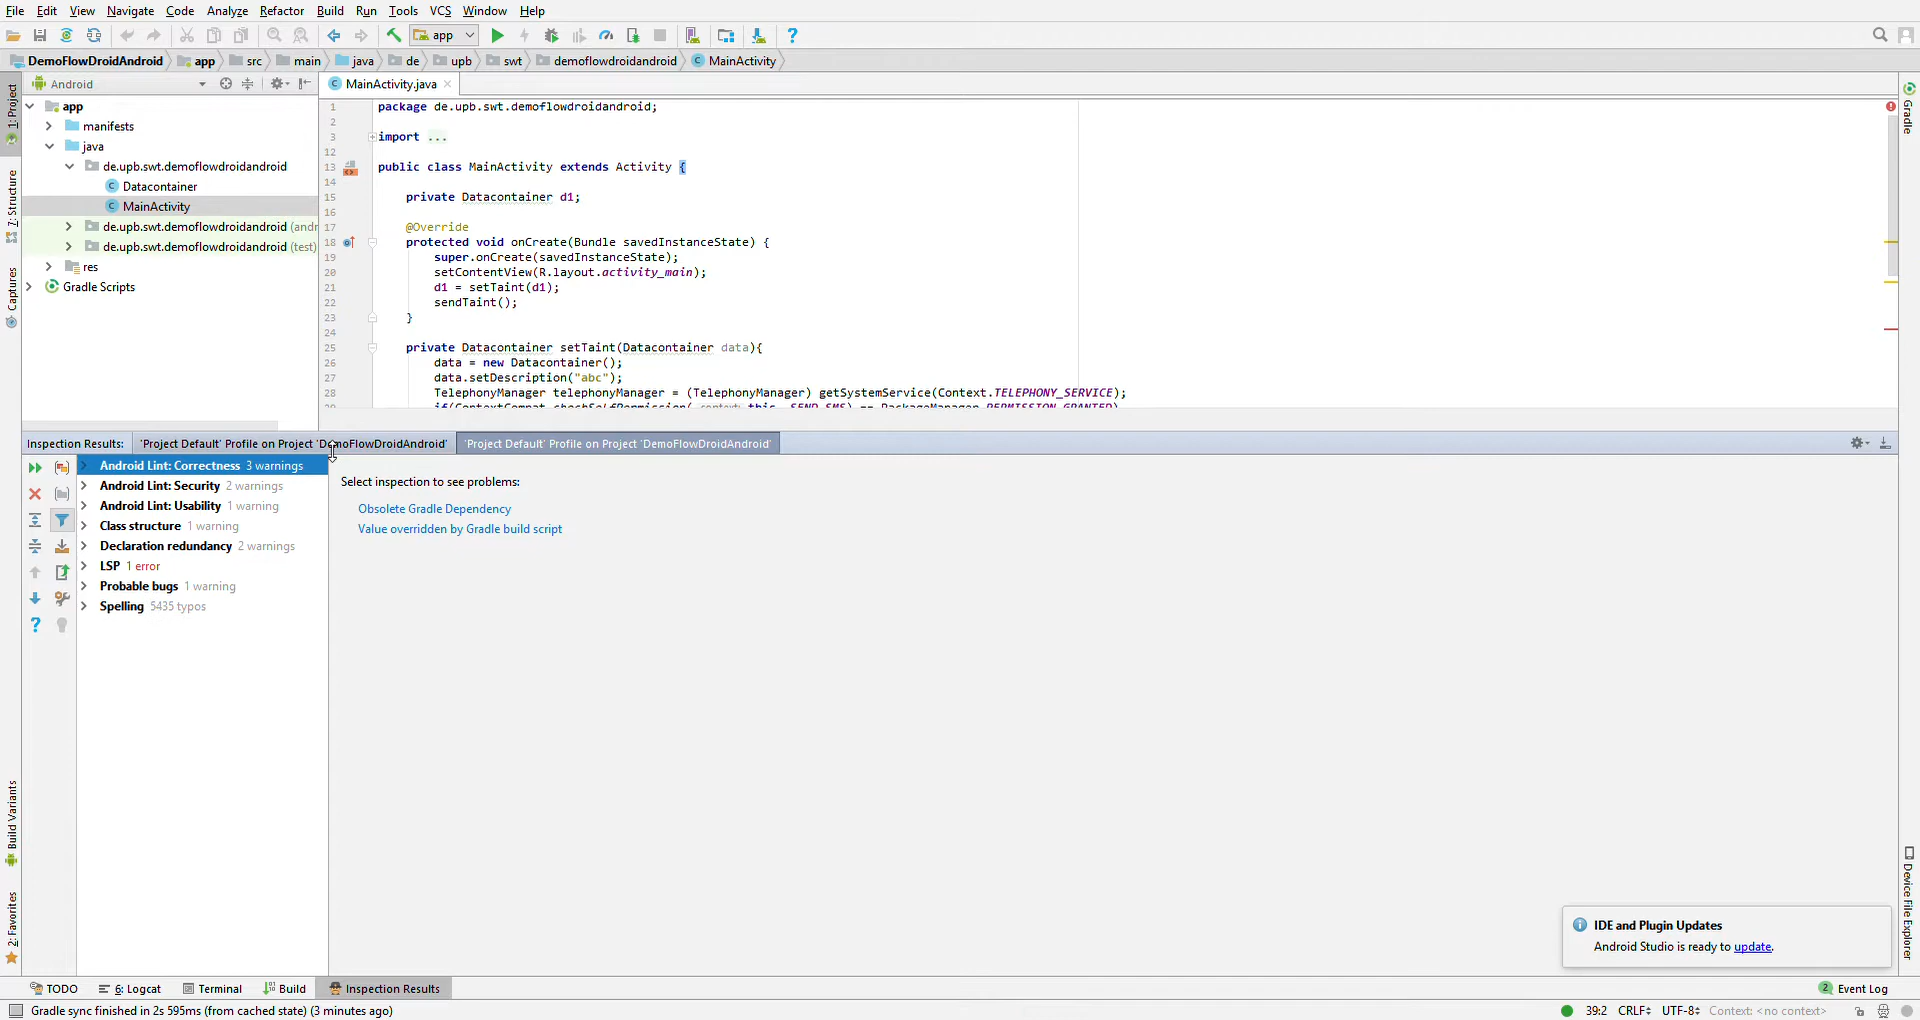 File Edit View Navigate Code Analyze Refactor Build Run Tools VCS Window Help
app
DemoFlowDroidAndroid app src main java de upb swt demoflowdroidandroid MainActivity
Android
MainActivity.java
1: Project
Z: Structure
Captures
Build Variants
2: Favorites
app
manifests
java
de.upb.swt.demoflowdroidandroid
Datacontainer
MainActivity
de.upb.swt.demoflowdroidandroid (andr
de.upb.swt.demoflowdroidandroid (test)
res
Gradle Scripts
1 package de.upb.swt.demoflowdroidandroid;
2
3 import ...
12
13 public class MainActivity extends Activity {
14
15 private Datacontainer d1;
16
17 @Override
18 protected void onCreate(Bundle savedInstanceState) {
19 super.onCreate(savedInstanceState);
20 setContentView(R.layout.activity_main);
21 d1 = setTaint(d1);
22 sendTaint();
23 }
24
25 private Datacontainer setTaint(Datacontainer data){
26 data = new Datacontainer();
27 data.setDescription("abc");
28 TelephonyManager telephonyManager = (TelephonyManager) getSystemService(Context.TELEPHONY_SERVICE);
29 if(ContextCompat.checkSelfPermission( context: this, SEND_SMS) == PackageManager.PERMISSION_GRANTED)
Gradle
Device File Explorer
Inspection Results: 'Project Default' Profile on Project 'DemoFlowDroidAndroid' 'Project Default' Profile on Project 'DemoFlowDroidAndroid'
Android Lint: Correctness 3 warnings
Android Lint: Security 2 warnings
Android Lint: Usability 1 warning
Class structure 1 warning
Declaration redundancy 2 warnings
LSP 1 error
Probable bugs 1 warning
Spelling 5435 typos
Select inspection to see problems:
Obsolete Gradle Dependency
Value overridden by Gradle build script
IDE and Plugin Updates
Android Studio is ready to update.
TODO 6: Logcat Terminal Build Inspection Results 2 Event Log
Gradle sync finished in 2s 595ms (from cached state) (3 minutes ago) 39:2 CRLF UTF-8 Context: <no context>